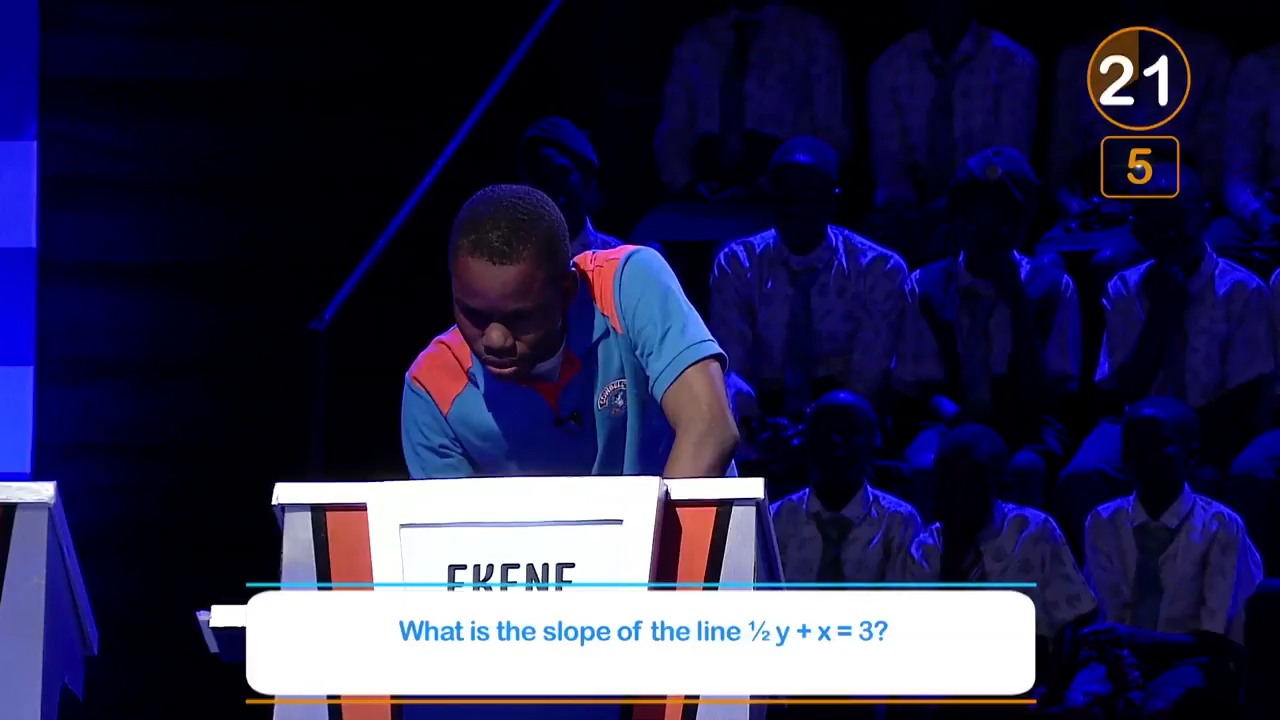 21
5
EKENE
What is the slope of the line ½ y + x = 3?